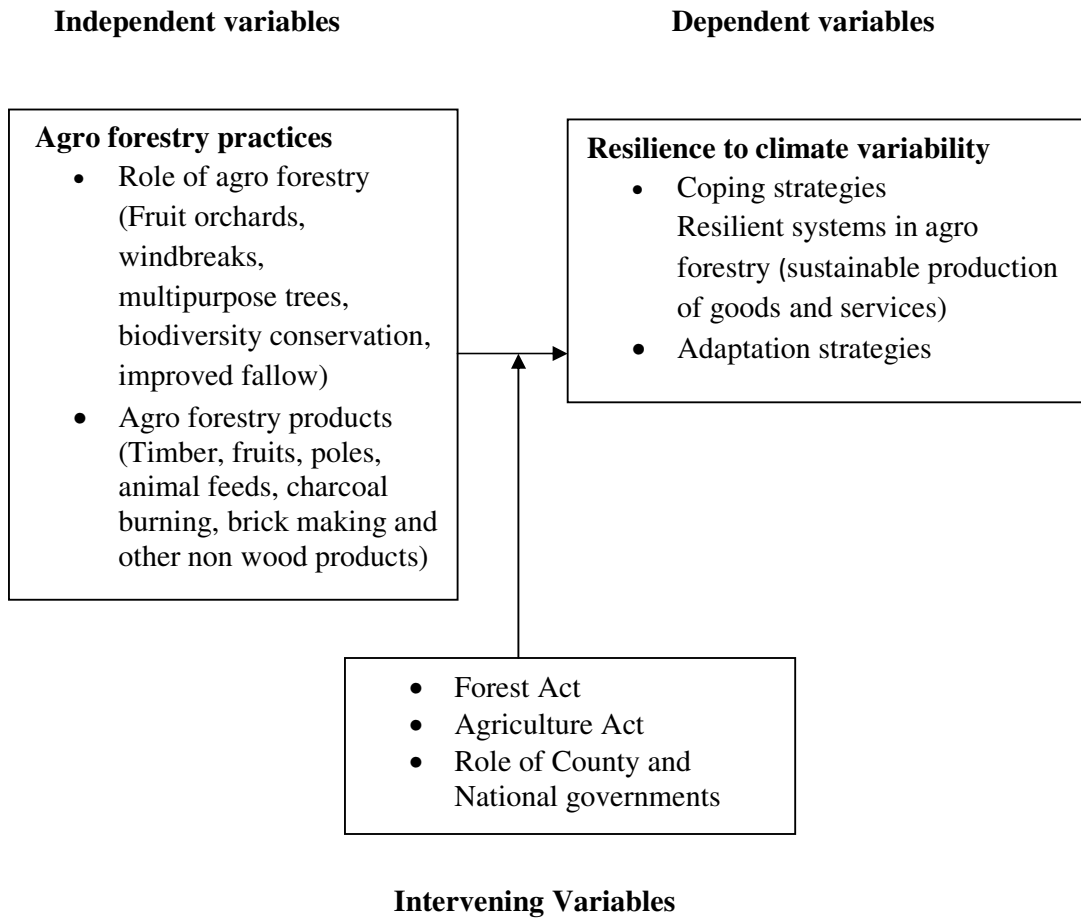 Independent variables
Dependent variables
Agro forestry practices
• Role of agro forestry
(Fruit orchards,
windbreaks,
multipurpose trees,
biodiversity conservation,
improved fallow)
• Agro forestry products
(Timber, fruits, poles,
animal feeds, charcoal
burning, brick making and
other non wood products)
Resilience to climate variability
• Coping strategies
Resilient systems in agro
forestry (sustainable production
of goods and services)
• Adaptation strategies
• Forest Act
• Agriculture Act
• Role of County and
National governments
Intervening Variables